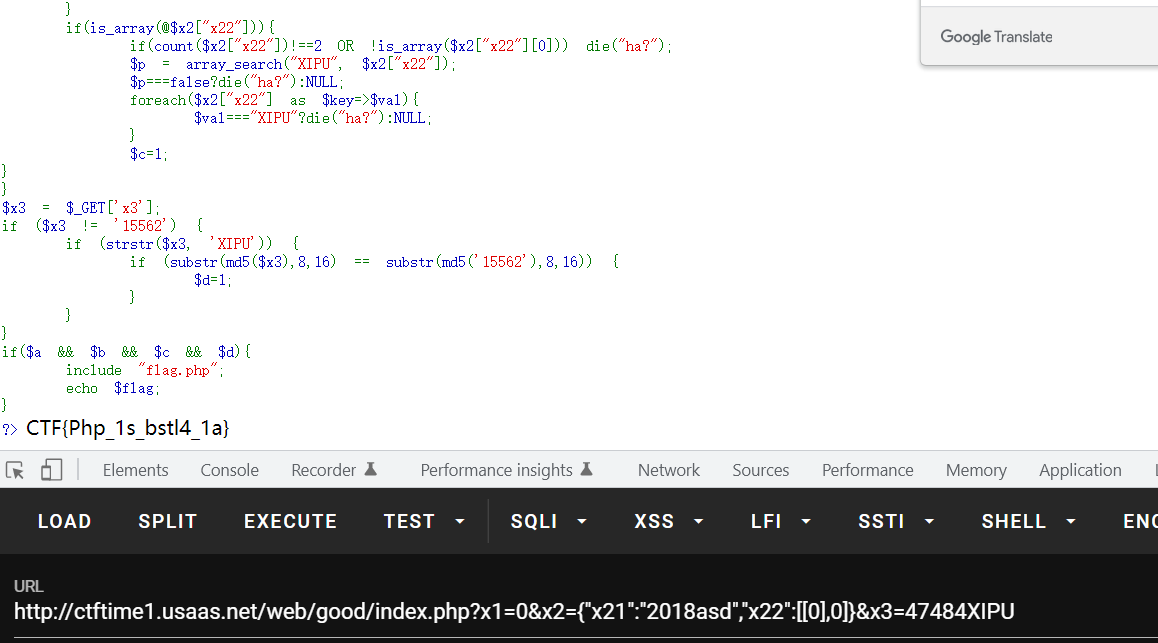 }
if(is_array(@$x2["x22"])){
if(count($x2["x22"])!==2 OR !is_array($x2["x22"][0])) die("ha?");
$p = array_search("XIPU", $x2["x22"]);
$p===false?die("ha?"):NULL;
foreach($x2["x22"] as $key=>$val){
$val==="XIPU"?die("ha?"):NULL;
}
$c=1;
}
}
$x3 = $_GET['x3'];
if ($x3 != '15562') {
if (strstr($x3, 'XIPU')) {
if (substr(md5($x3),8,16) == substr(md5('15562'),8,16)) {
$d=1;
}
}
}
if($a && $b && $c && $d){
include "flag.php";
echo $flag;
}
?> CTF{Php_1s_bstl4_1a}
Google Translate
Elements Console Recorder Performance insights Network Sources Performance Memory Application
LOAD SPLIT EXECUTE TEST SQLI XSS LFI SSTI SHELL ENC
URL
http://ctftime1.usaas.net/web/good/index.php?x1=0&x2={"x21":"2018asd","x22":[[0],0]}&x3=47484XIPU